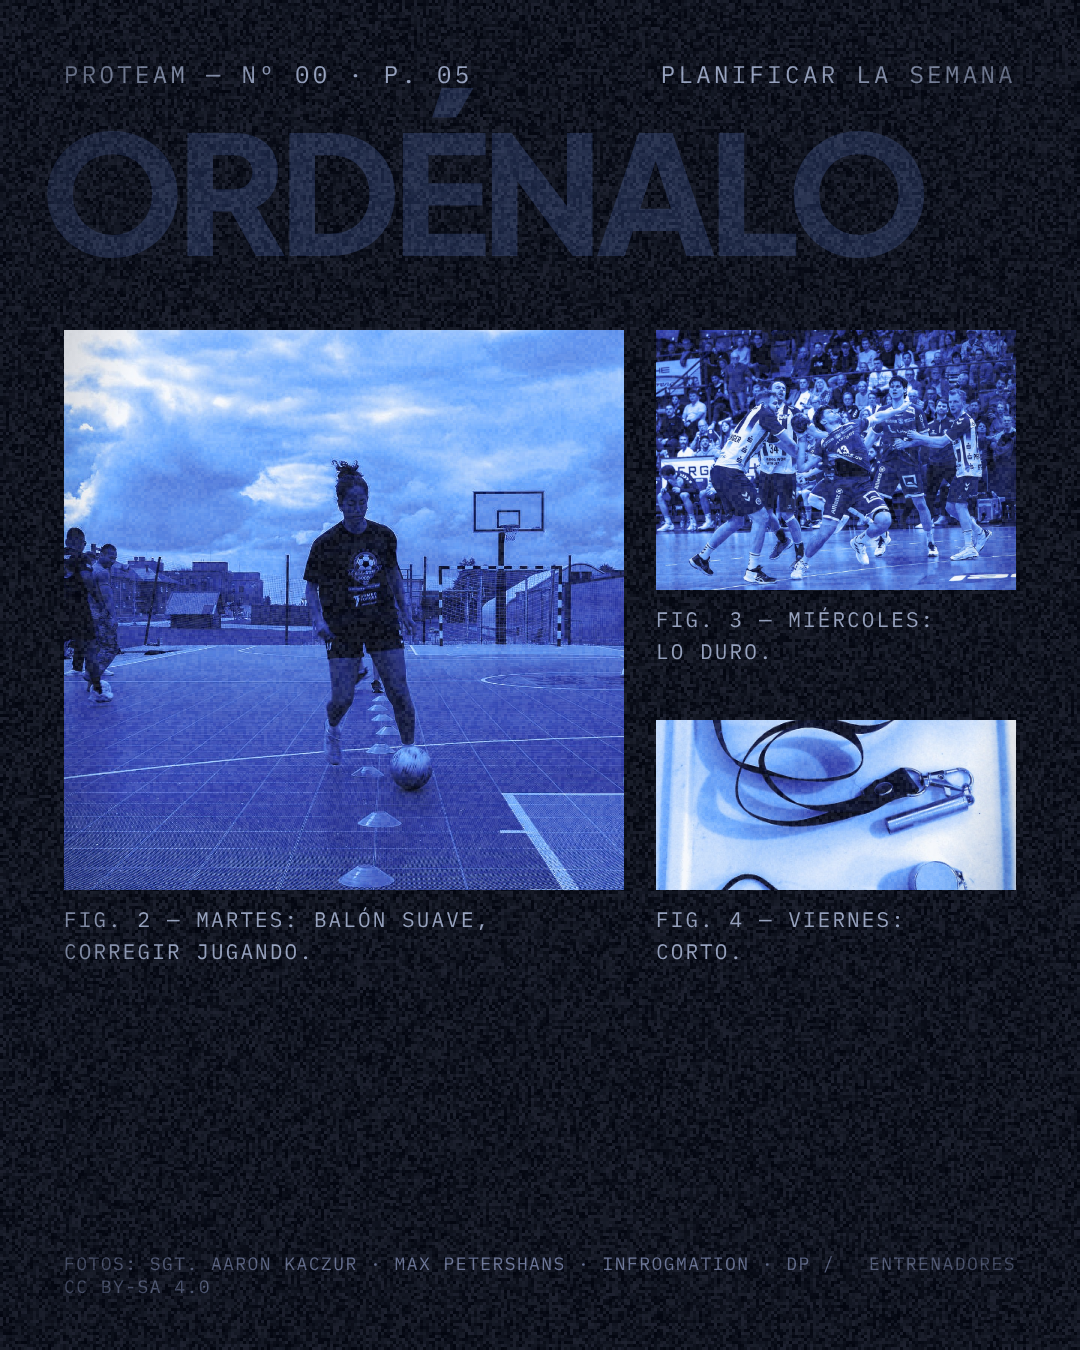 PROTEAM — Nº 00 · P. 05
PLANIFICAR LA SEMANA
ORDÉNALO
FIG. 3 — MIÉRCOLES:
LO DURO.
FIG. 2 — MARTES: BALÓN SUAVE,
CORREGIR JUGANDO.
FIG. 4 — VIERNES:
CORTO.
FOTOS: SGT. AARON KACZUR · MAX PETERSHANS · INFROGMATION · DP /
CC BY-SA 4.0
ENTRENADORES